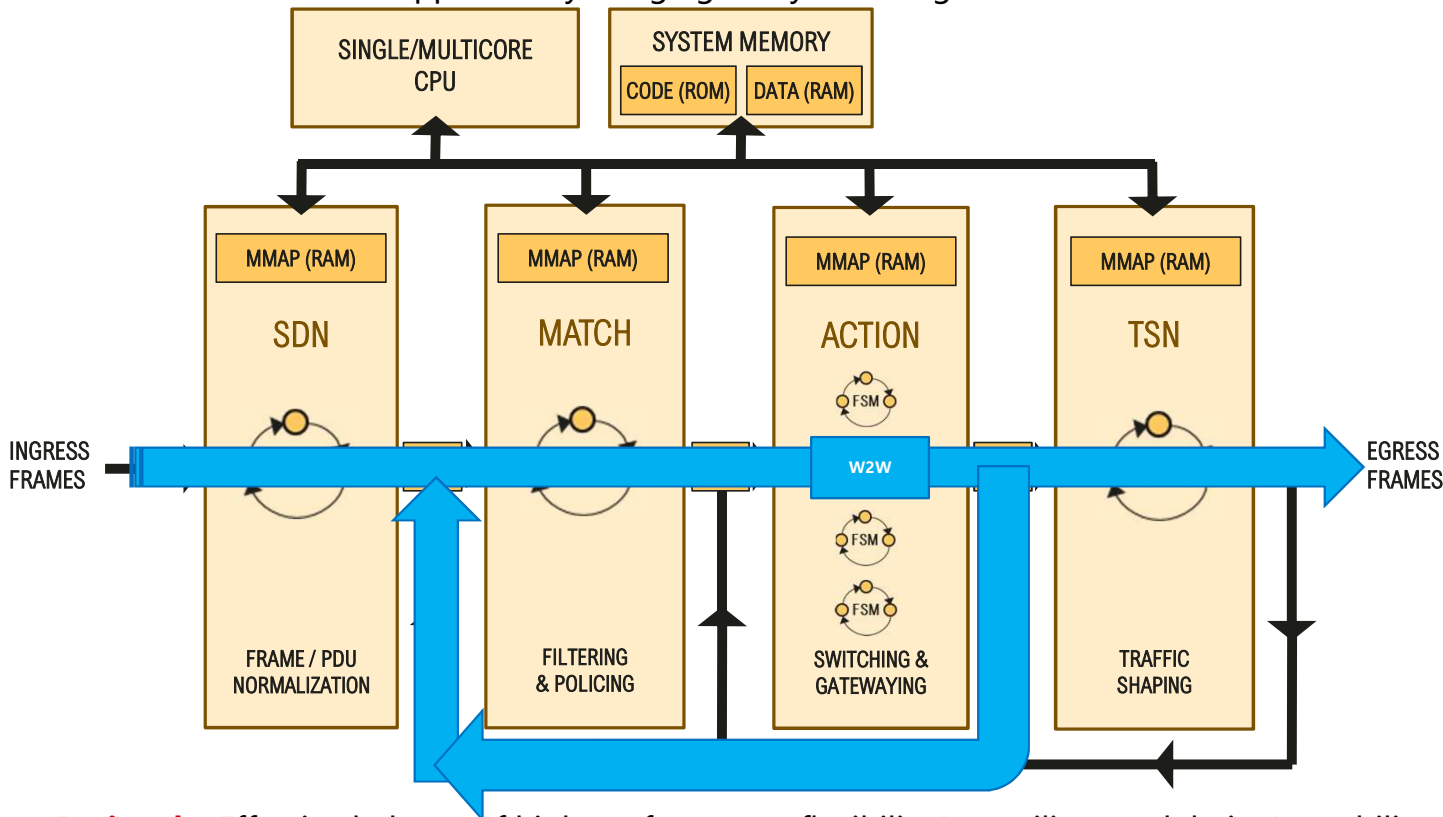 SINGLE/MULTICORE
CPU
SYSTEM MEMORY
CODE (ROM)
DATA (RAM)
MMAP (RAM)
MMAP (RAM)
MMAP (RAM)
MMAP (RAM)
SDN
MATCH
ACTION
TSN
FSM
INGRESS
FRAMES
W2W
EGRESS
FRAMES
FSM
FSM
FRAME / PDU
NORMALIZATION
FILTERING
& POLICING
SWITCHING &
GATEWAYING
TRAFFIC
SHAPING